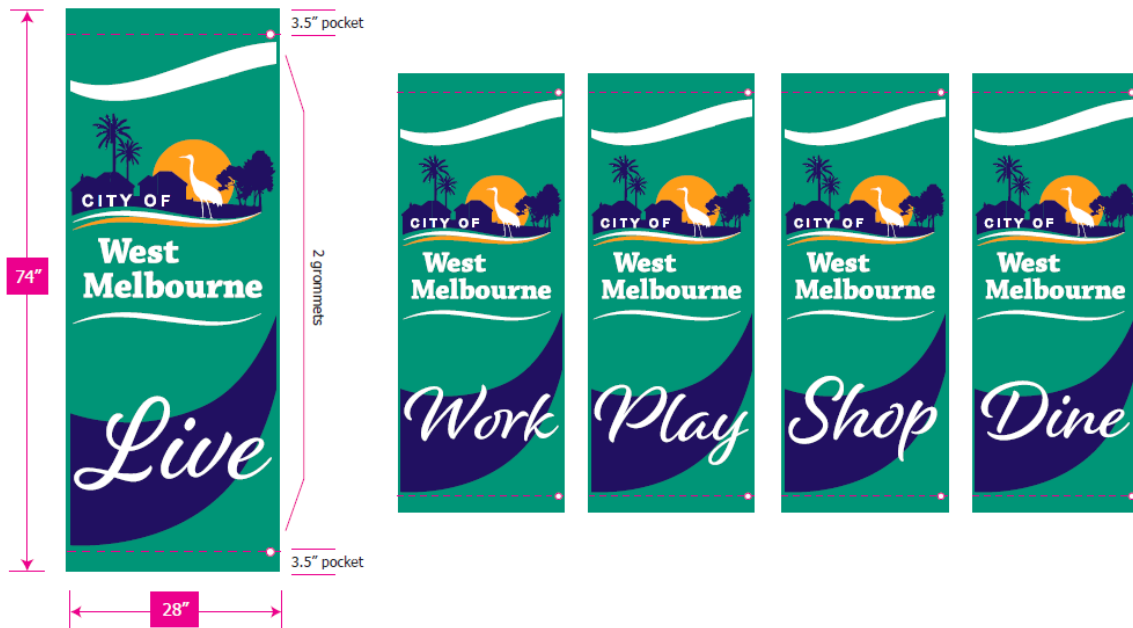 3.5" pocket
CITY OF
West
Melbourne
Live
74"
2 grommets
3.5" pocket
28"
CITY OF
West
Melbourne
Work
CITY OF
West
Melbourne
Play
CITY OF
West
Melbourne
Shop
CITY OF
West
Melbourne
Dine